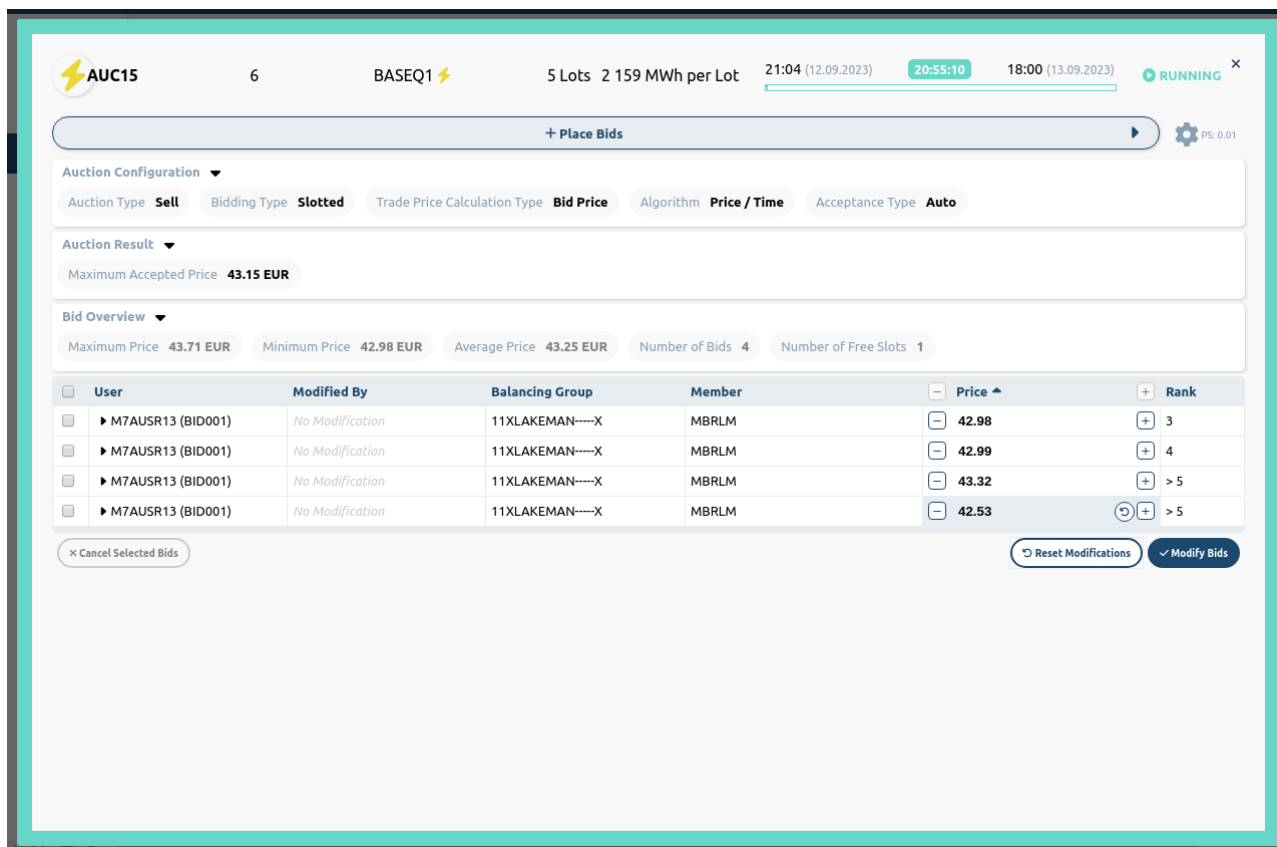 AUC15 6 BASEQ1 5 Lots 2 159 MWh per Lot 21:04 (12.09.2023) 20:55:10 18:00 (13.09.2023) RUNNING ×
+ Place Bids PS: 0.01
Auction Configuration
Auction Type Sell Bidding Type Slotted Trade Price Calculation Type Bid Price Algorithm Price / Time Acceptance Type Auto
Auction Result
Maximum Accepted Price 43.15 EUR
Bid Overview
Maximum Price 43.71 EUR Minimum Price 42.98 EUR Average Price 43.25 EUR Number of Bids 4 Number of Free Slots 1
User Modified By Balancing Group Member − Price + Rank
M7AUSR13 (BID001) No Modification 11XLAKEMAN-----X MBRLM − 42.98 + 3
M7AUSR13 (BID001) No Modification 11XLAKEMAN-----X MBRLM − 42.99 + 4
M7AUSR13 (BID001) No Modification 11XLAKEMAN-----X MBRLM − 43.32 + > 5
M7AUSR13 (BID001) No Modification 11XLAKEMAN-----X MBRLM − 42.53 + > 5
× Cancel Selected Bids Reset Modifications ✓ Modify Bids